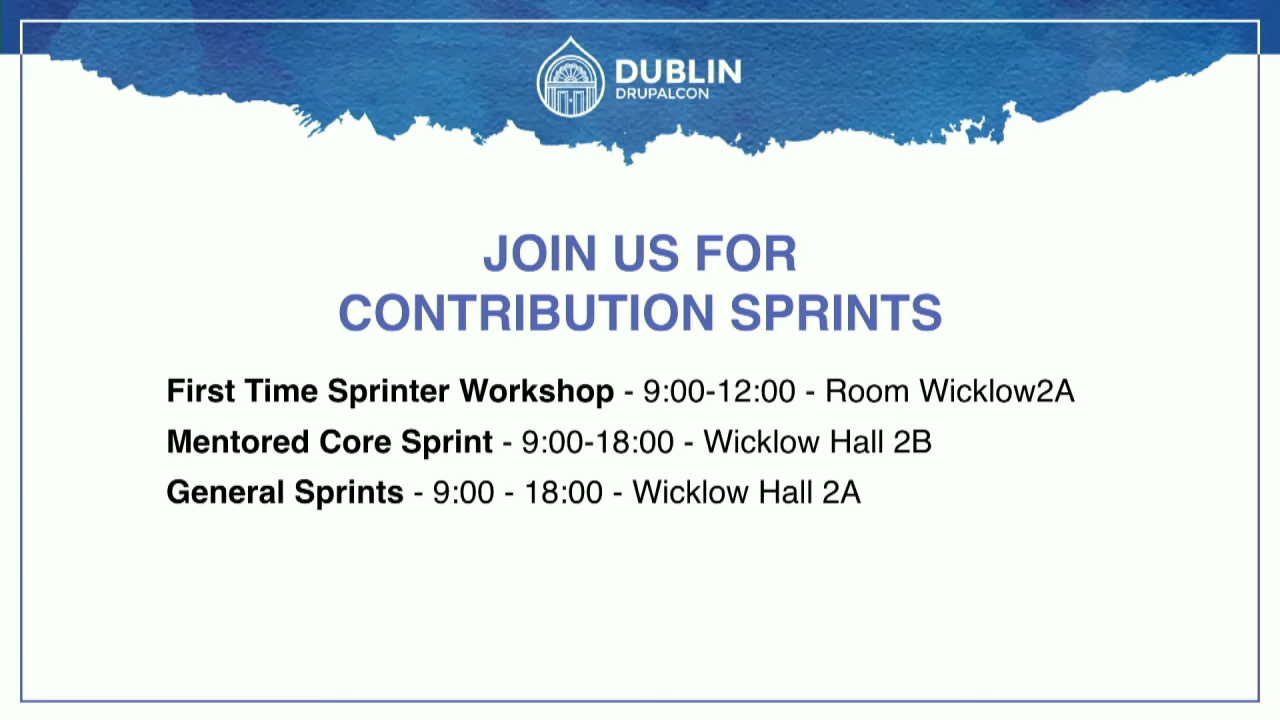 DUBLIN
DRUPALCON
JOIN US FOR
CONTRIBUTION SPRINTS
First Time Sprinter Workshop - 9:00-12:00 - Room Wicklow2A
Mentored Core Sprint - 9:00-18:00 - Wicklow Hall 2B
General Sprints - 9:00 - 18:00 - Wicklow Hall 2A